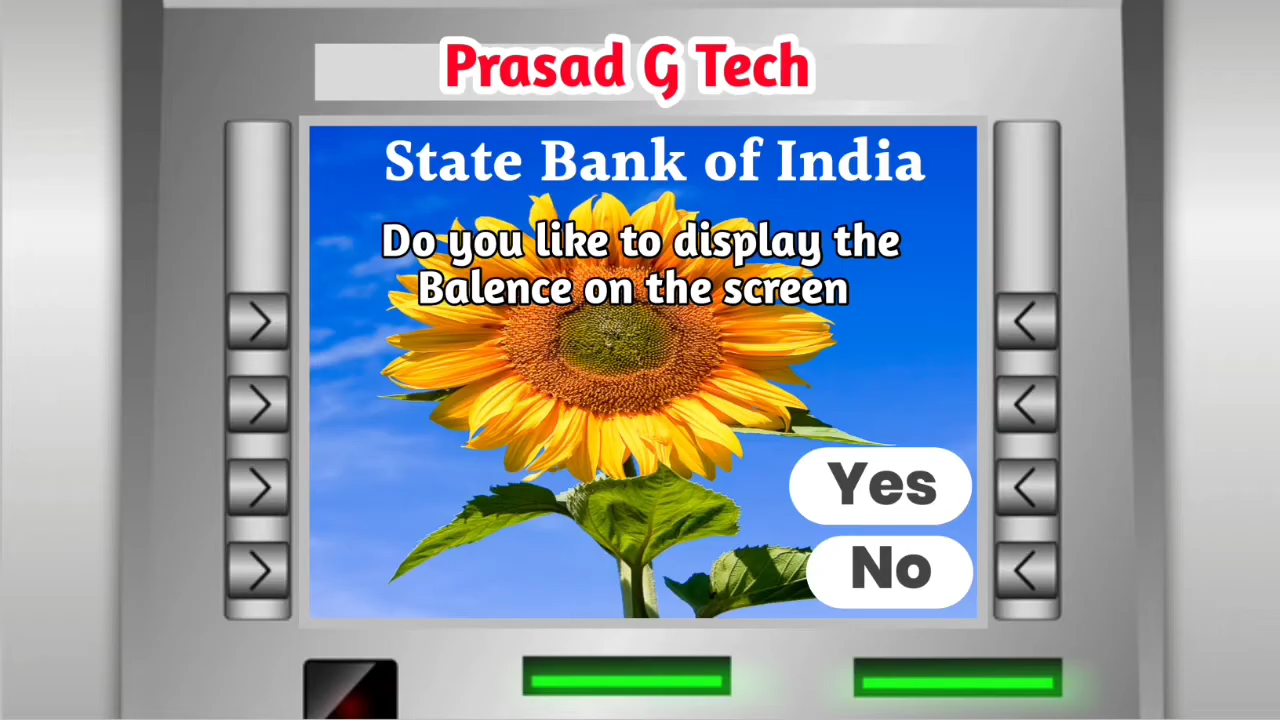 Prasad G Tech
State Bank of India
Do you like to display the
Balence on the screen
Yes
No